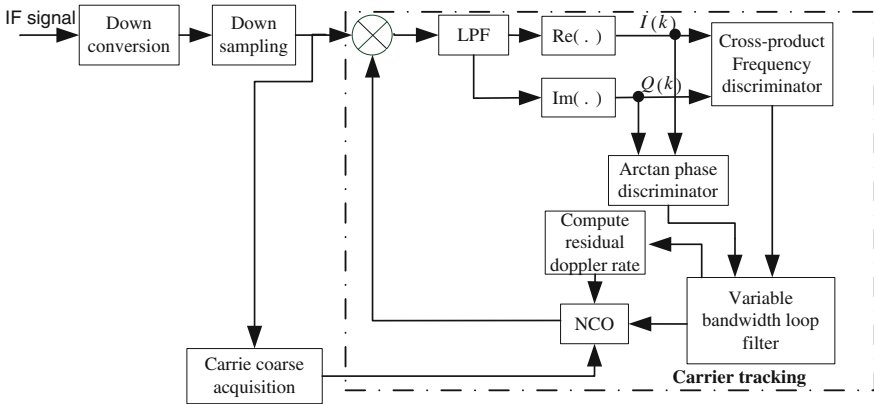 IF signal
Down
conversion
Down
sampling
LPF
Re( . )
I(k)
Cross-product
Frequency
discriminator
Im( . )
Q(k)
Arctan phase
discriminator
Compute
residual
doppler rate
Variable
bandwidth loop
filter
NCO
Carrie coarse
acquisition
Carrier tracking